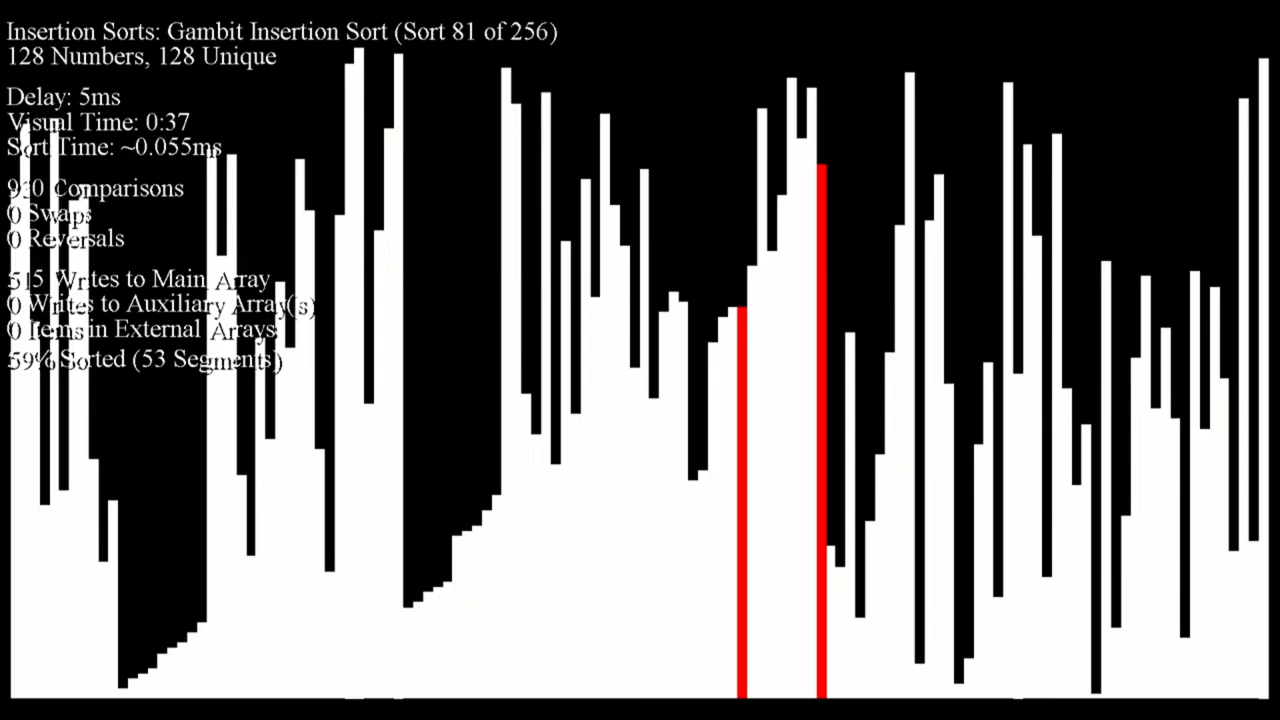 Insertion Sorts: Gambit Insertion Sort (Sort 81 of 256)
128 Numbers, 128 Unique
Delay: 5ms
Visual Time: 0:37
Sort Time: ~0.055ms
930 Comparisons
0 Swaps
0 Reversals
515 Writes to Main Array
0 Writes to Auxiliary Array(s)
0 Items in External Arrays
59% Sorted (53 Segments)